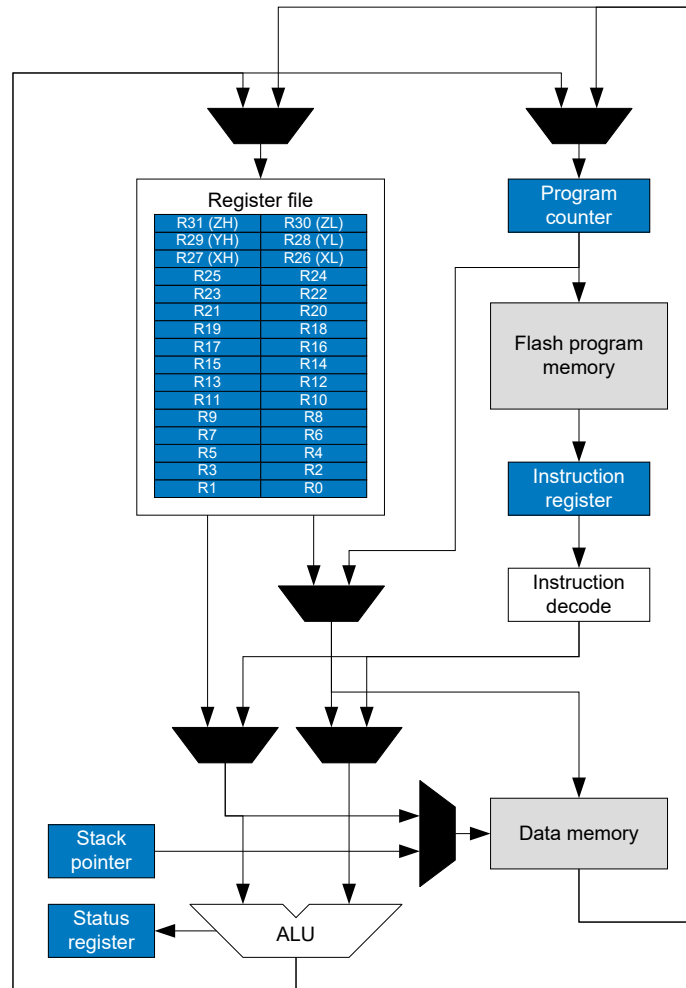 Register file
R31 (ZH) R30 (ZL)
R29 (YH) R28 (YL)
R27 (XH) R26 (XL)
R25 R24
R23 R22
R21 R20
R19 R18
R17 R16
R15 R14
R13 R12
R11 R10
R9 R8
R7 R6
R5 R4
R3 R2
R1 R0
Program
counter
Flash program
memory
Instruction
register
Instruction
decode
Stack
pointer
Data memory
Status
register
ALU